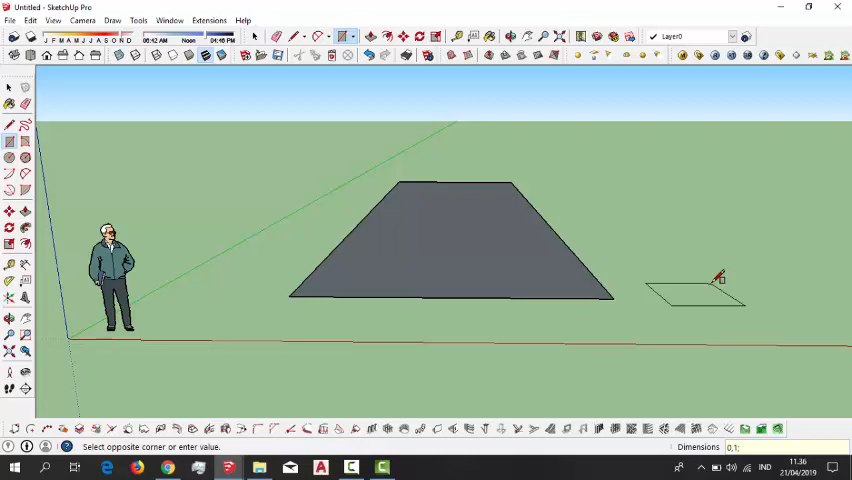 Untitled - SketchUp Pro
File Edit View Camera Draw Tools Window Extensions Help
J F M A M J J A S O N D
06:42 AM Noon 04:46 PM
Layer0
Select opposite corner or enter value.
Dimensions 0,1;
IND
11.36
21/04/2019